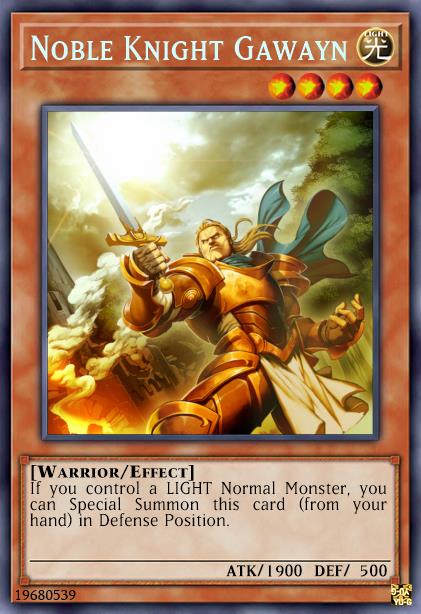 Noble Knight Gawayn
LIGHT
光
[Warrior/Effect]
If you control a LIGHT Normal Monster, you
can Special Summon this card (from your
hand) in Defense Position.
ATK/1900 DEF/ 500
19680539